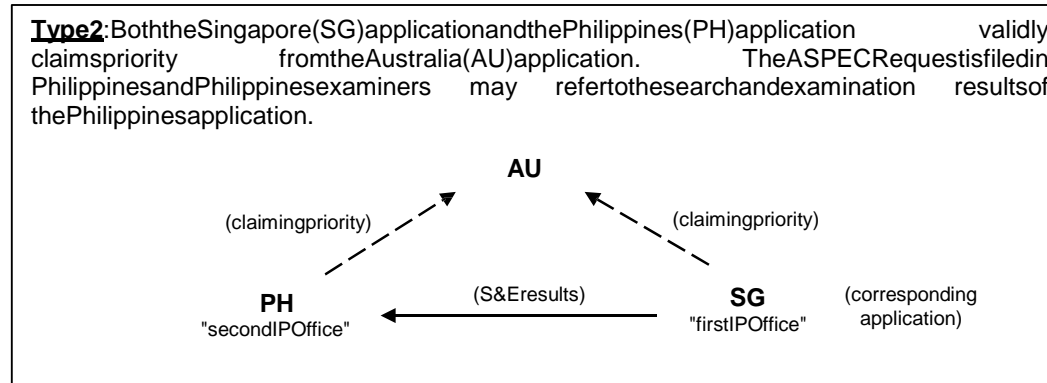 Type2:BoththeSingapore(SG)applicationandthePhilippines(PH)application validly
claimspriority fromtheAustralia(AU)application. TheASPECRequestisfiledin
PhilippinesandPhilippinesexaminers may refertothesearchandexamination resultsof
thePhilippinesapplication.
AU
(claimingpriority) (claimingpriority)
PH (S&Eresults) SG (corresponding
"secondIPOffice" "firstIPOffice" application)